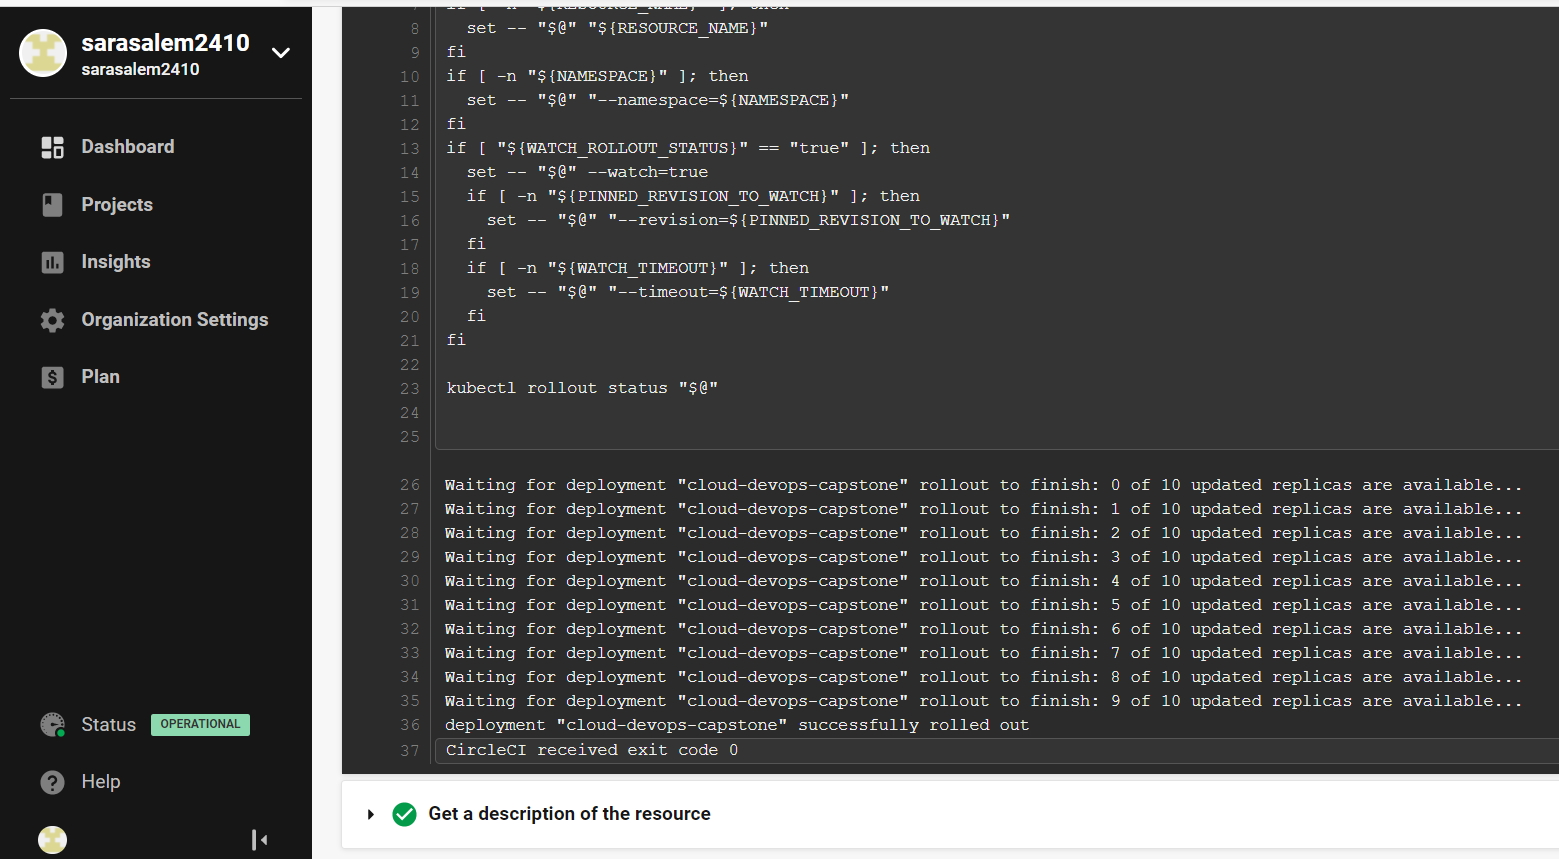 sarasalem2410
sarasalem2410
Dashboard
Projects
Insights
Organization Settings
Plan
Status OPERATIONAL
Help
8 set -- "$@" "${RESOURCE_NAME}"
9 fi
10 if [ -n "${NAMESPACE}" ]; then
11 set -- "$@" "--namespace=${NAMESPACE}"
12 fi
13 if [ "${WATCH_ROLLOUT_STATUS}" == "true" ]; then
14 set -- "$@" --watch=true
15 if [ -n "${PINNED_REVISION_TO_WATCH}" ]; then
16 set -- "$@" "--revision=${PINNED_REVISION_TO_WATCH}"
17 fi
18 if [ -n "${WATCH_TIMEOUT}" ]; then
19 set -- "$@" "--timeout=${WATCH_TIMEOUT}"
20 fi
21 fi
22
23 kubectl rollout status "$@"
24
25
26 Waiting for deployment "cloud-devops-capstone" rollout to finish: 0 of 10 updated replicas are available...
27 Waiting for deployment "cloud-devops-capstone" rollout to finish: 1 of 10 updated replicas are available...
28 Waiting for deployment "cloud-devops-capstone" rollout to finish: 2 of 10 updated replicas are available...
29 Waiting for deployment "cloud-devops-capstone" rollout to finish: 3 of 10 updated replicas are available...
30 Waiting for deployment "cloud-devops-capstone" rollout to finish: 4 of 10 updated replicas are available...
31 Waiting for deployment "cloud-devops-capstone" rollout to finish: 5 of 10 updated replicas are available...
32 Waiting for deployment "cloud-devops-capstone" rollout to finish: 6 of 10 updated replicas are available...
33 Waiting for deployment "cloud-devops-capstone" rollout to finish: 7 of 10 updated replicas are available...
34 Waiting for deployment "cloud-devops-capstone" rollout to finish: 8 of 10 updated replicas are available...
35 Waiting for deployment "cloud-devops-capstone" rollout to finish: 9 of 10 updated replicas are available...
36 deployment "cloud-devops-capstone" successfully rolled out
37 CircleCI received exit code 0
Get a description of the resource